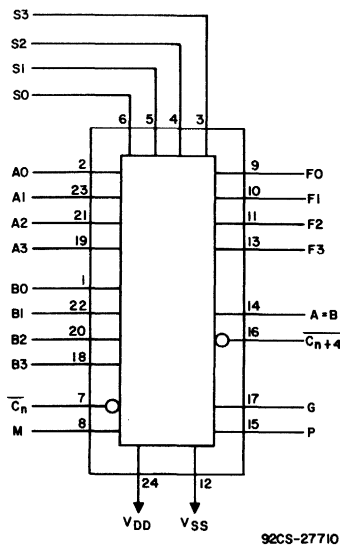 S3
S2
S1
S0
6 5 4 3
A0 2 9 F0
A1 23 10 F1
A2 21 11 F2
A3 19 13 F3
B0 1
B1 22 14 A=B
B2 20 16 C̅n+4
B3 18
C̅n 7 17 G
M 8 15 P
24 12
VDD VSS
92CS-27710